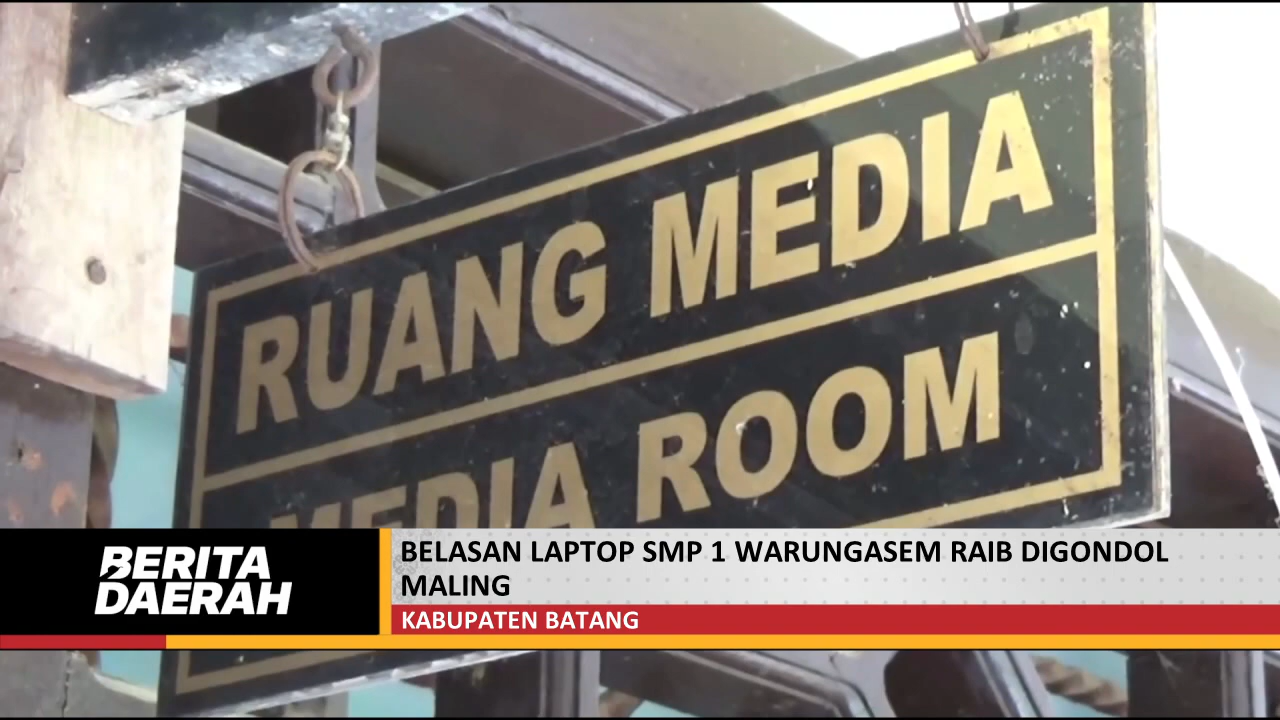 RUANG MEDIA
MEDIA ROOM
BERITA
DAERAH
BELASAN LAPTOP SMP 1 WARUNGASEM RAIB DIGONDOL
MALING
KABUPATEN BATANG